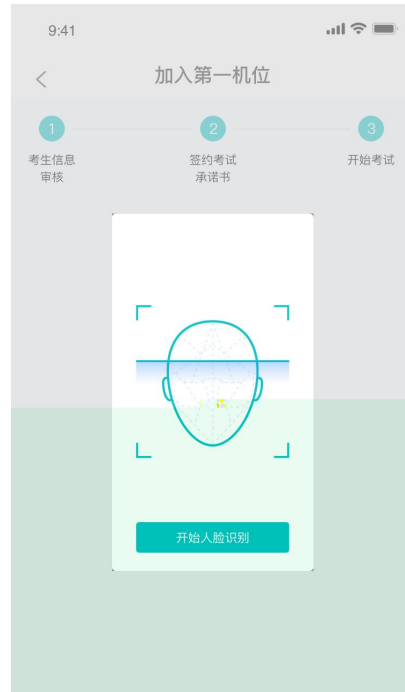 9:41
加入第一机位
1
2
3
考生信息
审核
签约考试
承诺书
开始考试
开始人脸识别